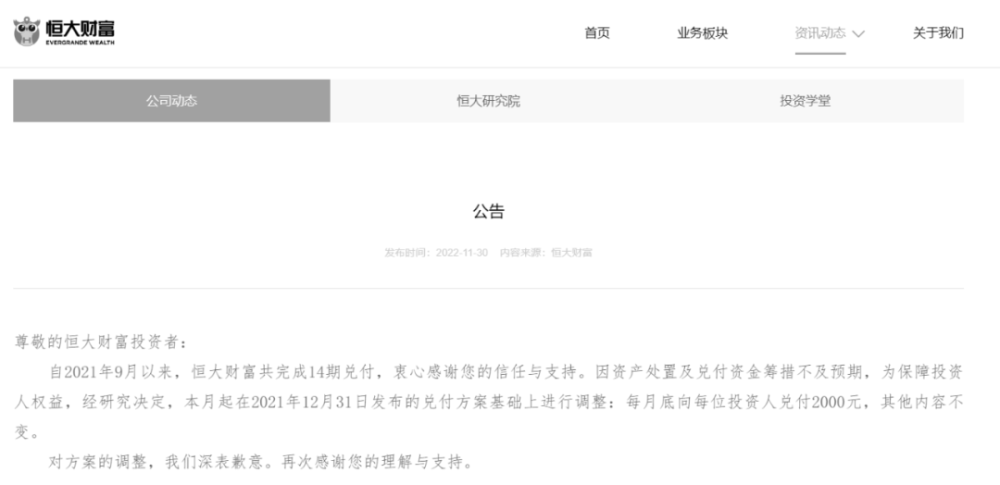 恒大财富
EVERGRANDE WEALTH
首页
业务板块
资讯动态
关于我们
公司动态
恒大研究院
投资学堂
公告
发布时间：2022-11-30 内容来源：恒大财富
尊敬的恒大财富投资者：
自2021年9月以来，恒大财富共完成14期兑付，衷心感谢您的信任与支持。因资产处置及兑付资金筹措不及预期，为保障投资
人权益，经研究决定，本月起在2021年12月31日发布的兑付方案基础上进行调整：每月底向每位投资人兑付2000元，其他内容不
变。
对方案的调整，我们深表歉意。再次感谢您的理解与支持。